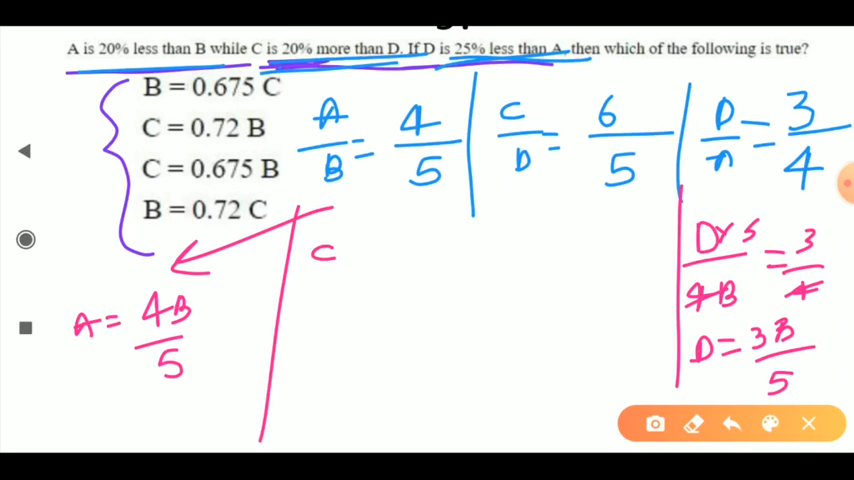 A is 20% less than B while C is 20% more than D. If D is 25% less than A, then which of the following is true?
B = 0.675 C
C = 0.72 B
C = 0.675 B
B = 0.72 C
A/B = 4/5
C/D = 6/5
D/A = 3/4
A = 4B/5
C
D×5/4B = 3/4
D = 3B/5